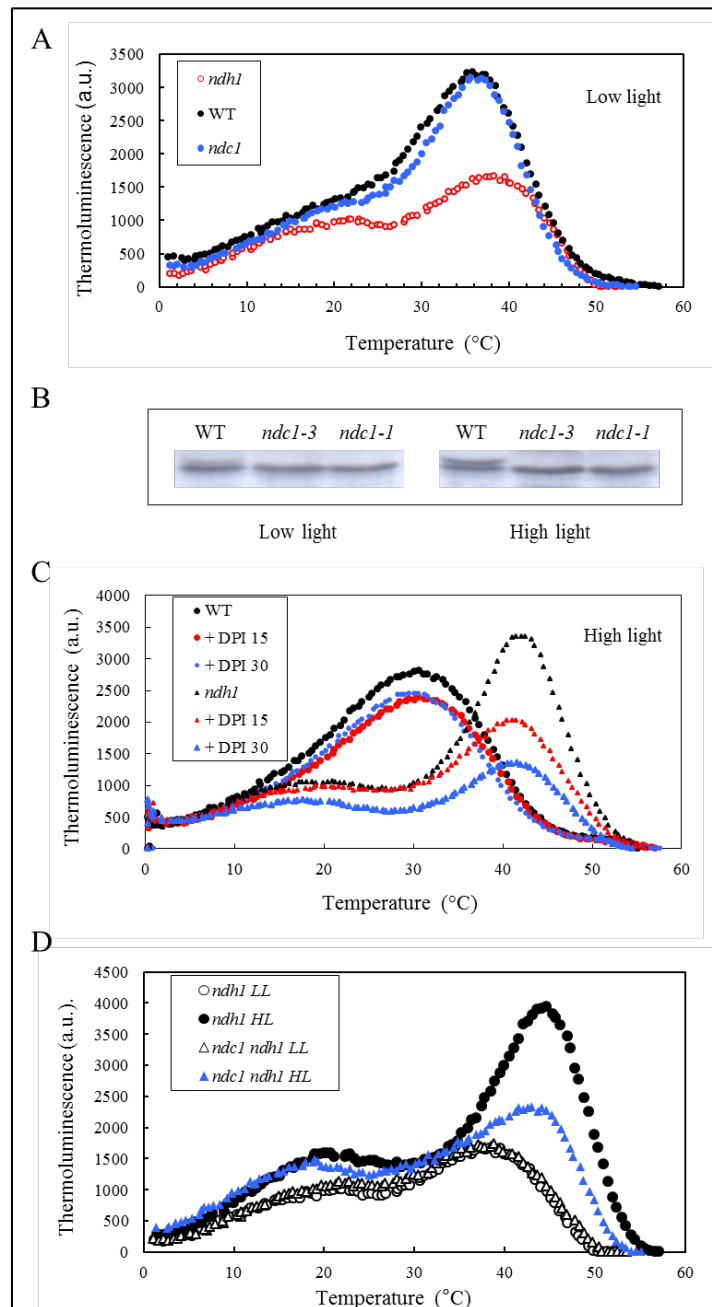 A
3500
3000
2500
2000
1500
1000
500
0
Thermoluminescence (a.u.)
ndh1
WT
ndc1
Low light
0 10 20 30 40 50 60
Temperature (°C)
B
WT ndc1-3 ndc1-1 WT ndc1-3 ndc1-1
Low light High light
C
4000
3500
3000
2500
2000
1500
1000
500
0
Thermoluminescence (a.u.)
WT
+ DPI 15
+ DPI 30
ndh1
+ DPI 15
+ DPI 30
High light
0 10 20 30 40 50 60
Temperature (°C)
D
4500
4000
3500
3000
2500
2000
1500
1000
500
0
Thermoluminescence (a.u.).
ndh1 LL
ndh1 HL
ndc1 ndh1 LL
ndc1 ndh1 HL
0 10 20 30 40 50 60
Temperature (°C)